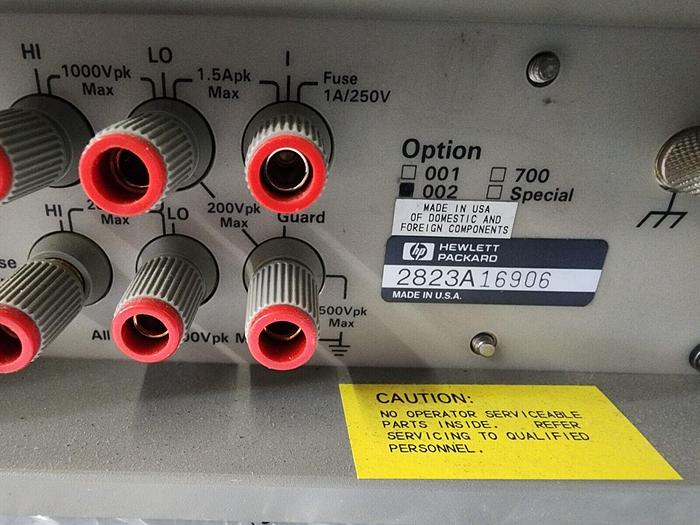 HI
LO
I
1000Vpk
Max
1.5Apk
Max
Fuse
1A/250V
HI
Max
LO
200Vpk
Max
Guard
500Vpk
Max
All
Option
001
700
002
Special
MADE IN USA
OF DOMESTIC AND
FOREIGN COMPONENTS
hp HEWLETT
PACKARD
2823A16906
MADE IN U.S.A.
CAUTION:
NO OPERATOR SERVICEABLE
PARTS INSIDE. REFER
SERVICING TO QUALIFIED
PERSONNEL.